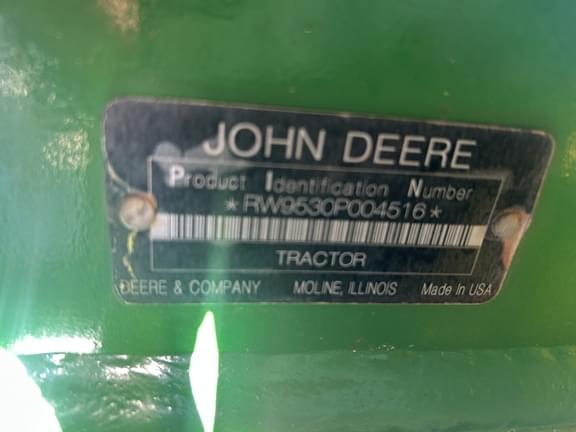 JOHN DEERE
Product Identification Number
*RW9530P004516*
TRACTOR
DEERE & COMPANY MOLINE, ILLINOIS Made in USA